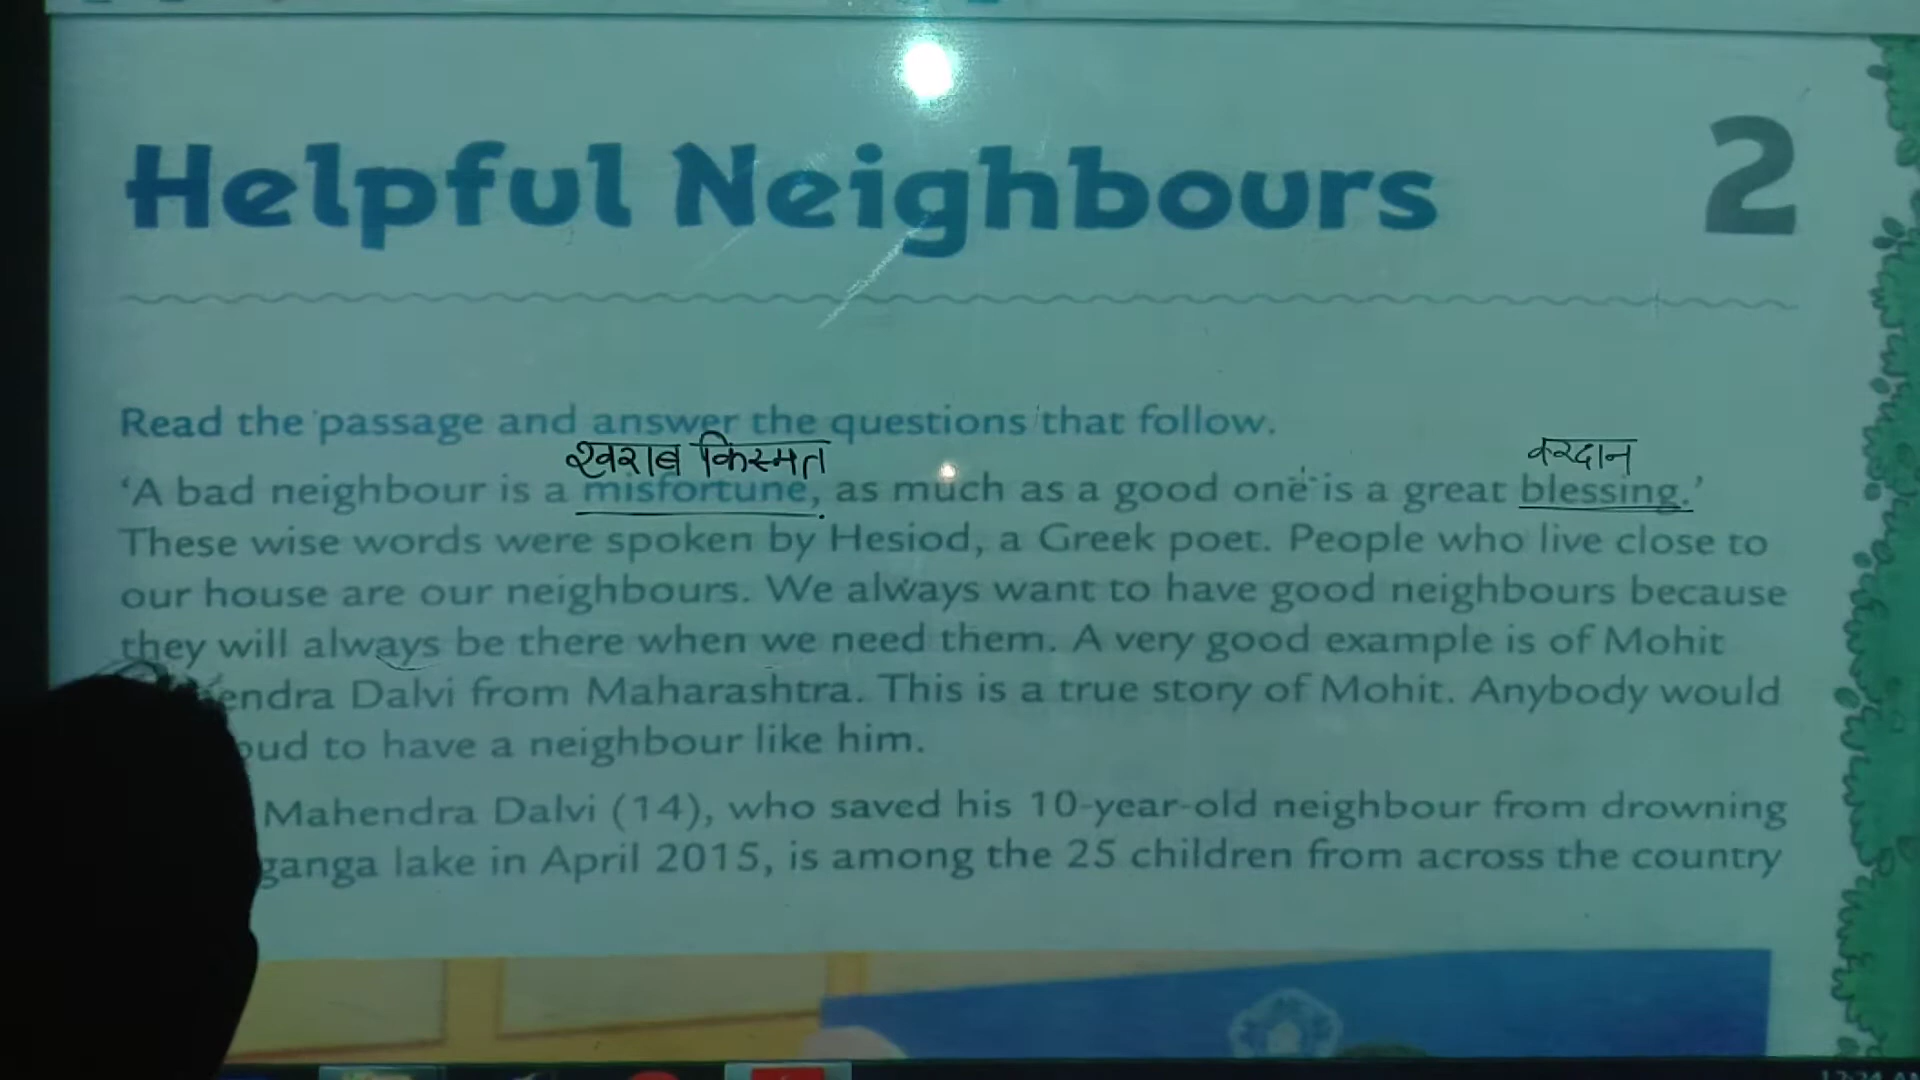 Helpful Neighbours
2
Read the passage and answer the questions that follow.
खराब किस्मत
वरदान
‘A bad neighbour is a misfortune, as much as a good one is a great blessing.’
These wise words were spoken by Hesiod, a Greek poet. People who live close to
our house are our neighbours. We always want to have good neighbours because
they will always be there when we need them. A very good example is of Mohit
endra Dalvi from Maharashtra. This is a true story of Mohit. Anybody would
oud to have a neighbour like him.
Mahendra Dalvi (14), who saved his 10-year-old neighbour from drowning
ganga lake in April 2015, is among the 25 children from across the country